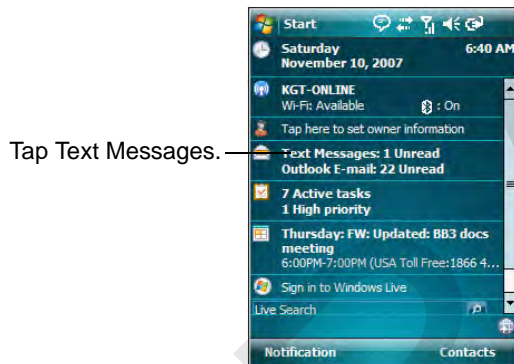 Start
Saturday 6:40 AM
November 10, 2007
KGT-ONLINE
Wi-Fi: Available : On
Tap here to set owner information
Tap Text Messages.
Text Messages: 1 Unread
Outlook E-mail: 22 Unread
7 Active tasks
1 High priority
Thursday: FW: Updated: BB3 docs
meeting
6:00PM-7:00PM (USA Toll Free:1866 4...
Sign in to Windows Live
Live Search
Notification Contacts